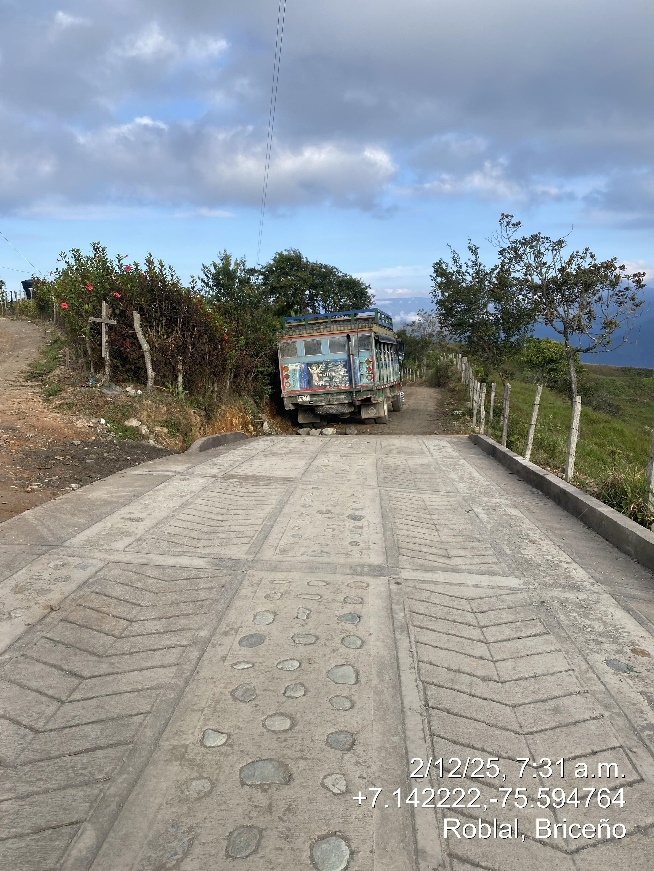 2/12/25, 7:31 a.m.
+7.142222,-75.594764
Roblal, Briceño